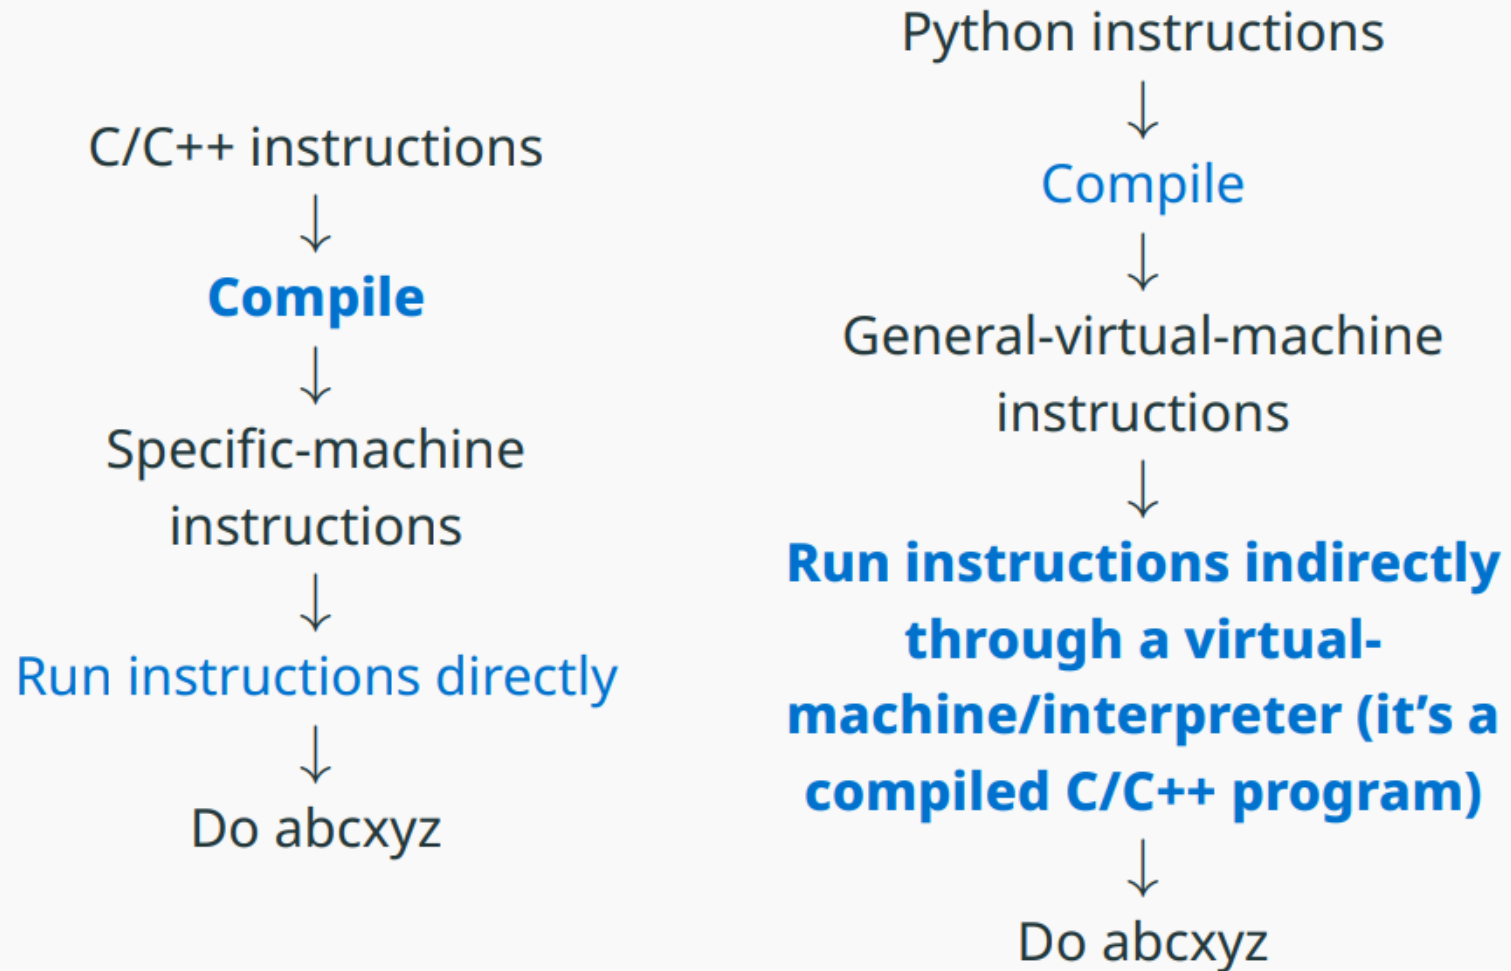 C/C++ instructions
↓
Compile
↓
Specific-machine
instructions
↓
Run instructions directly
↓
Do abcxyz
Python instructions
↓
Compile
↓
General-virtual-machine
instructions
↓
Run instructions indirectly
through a virtual-
machine/interpreter (it’s a
compiled C/C++ program)
↓
Do abcxyz